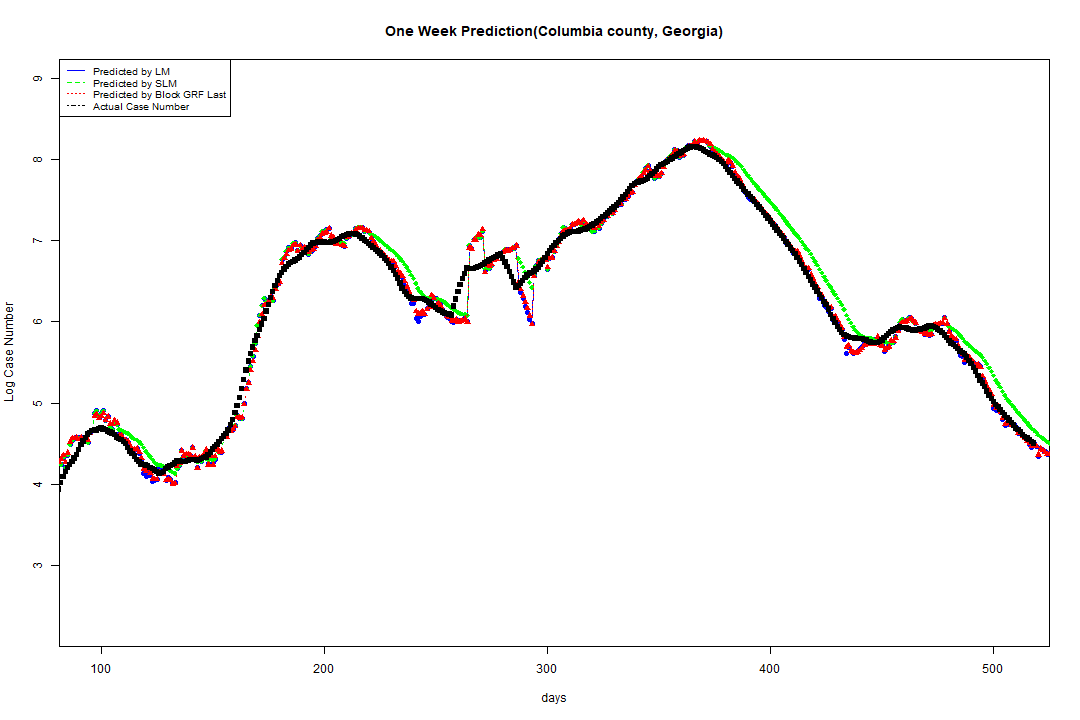 One Week Prediction(Columbia county, Georgia)
Predicted by LM
Predicted by SLM
Predicted by Block GRF Last
Actual Case Number
Log Case Number
9
8
7
6
5
4
3
100 200 300 400 500
days